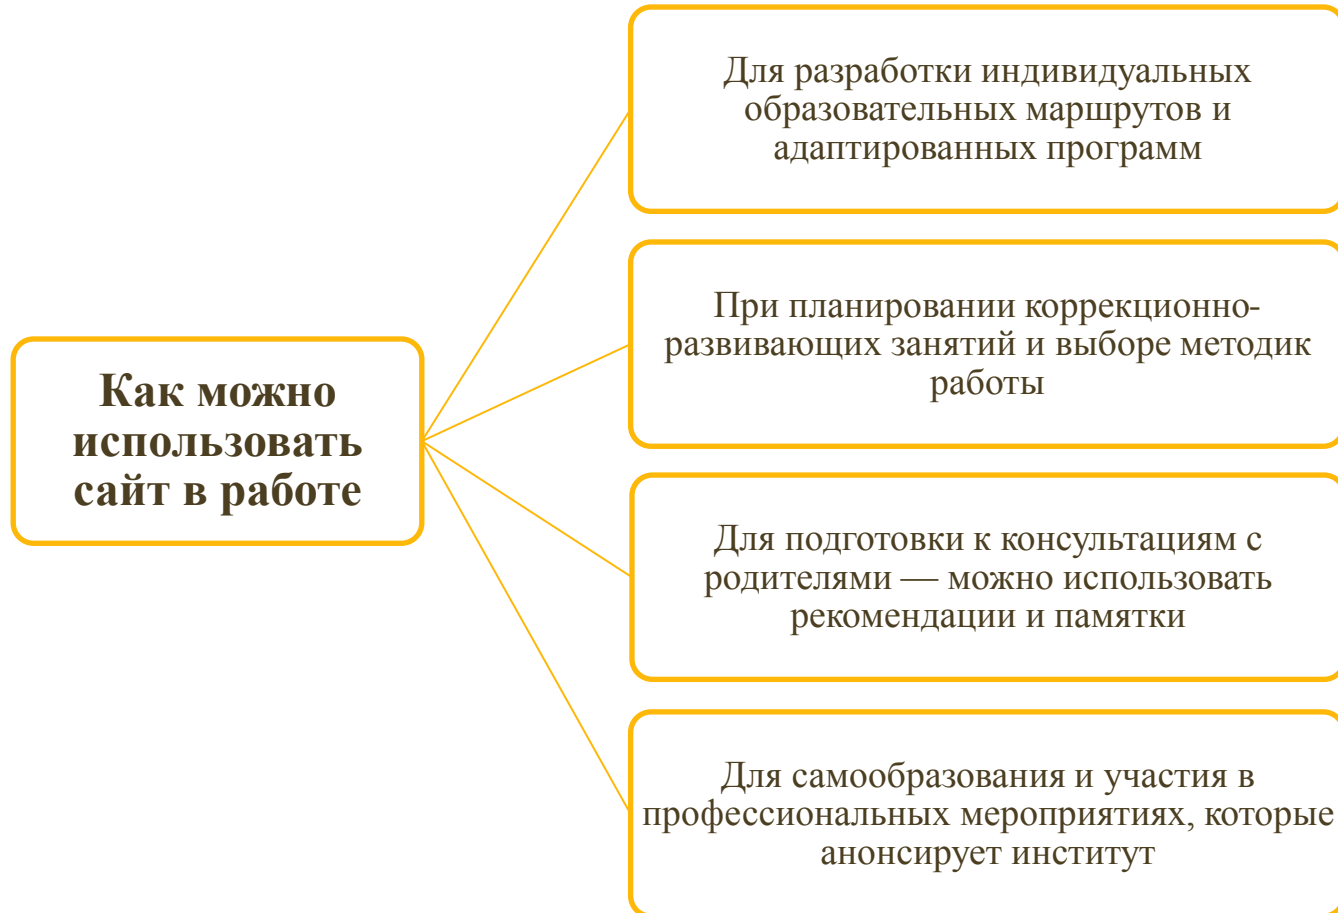 Как можно
использовать
сайт в работе
Для разработки индивидуальных
образовательных маршрутов и
адаптированных программ
При планировании коррекционно-
развивающих занятий и выборе методик
работы
Для подготовки к консультациям с
родителями — можно использовать
рекомендации и памятки
Для самообразования и участия в
профессиональных мероприятиях, которые
анонсирует институт